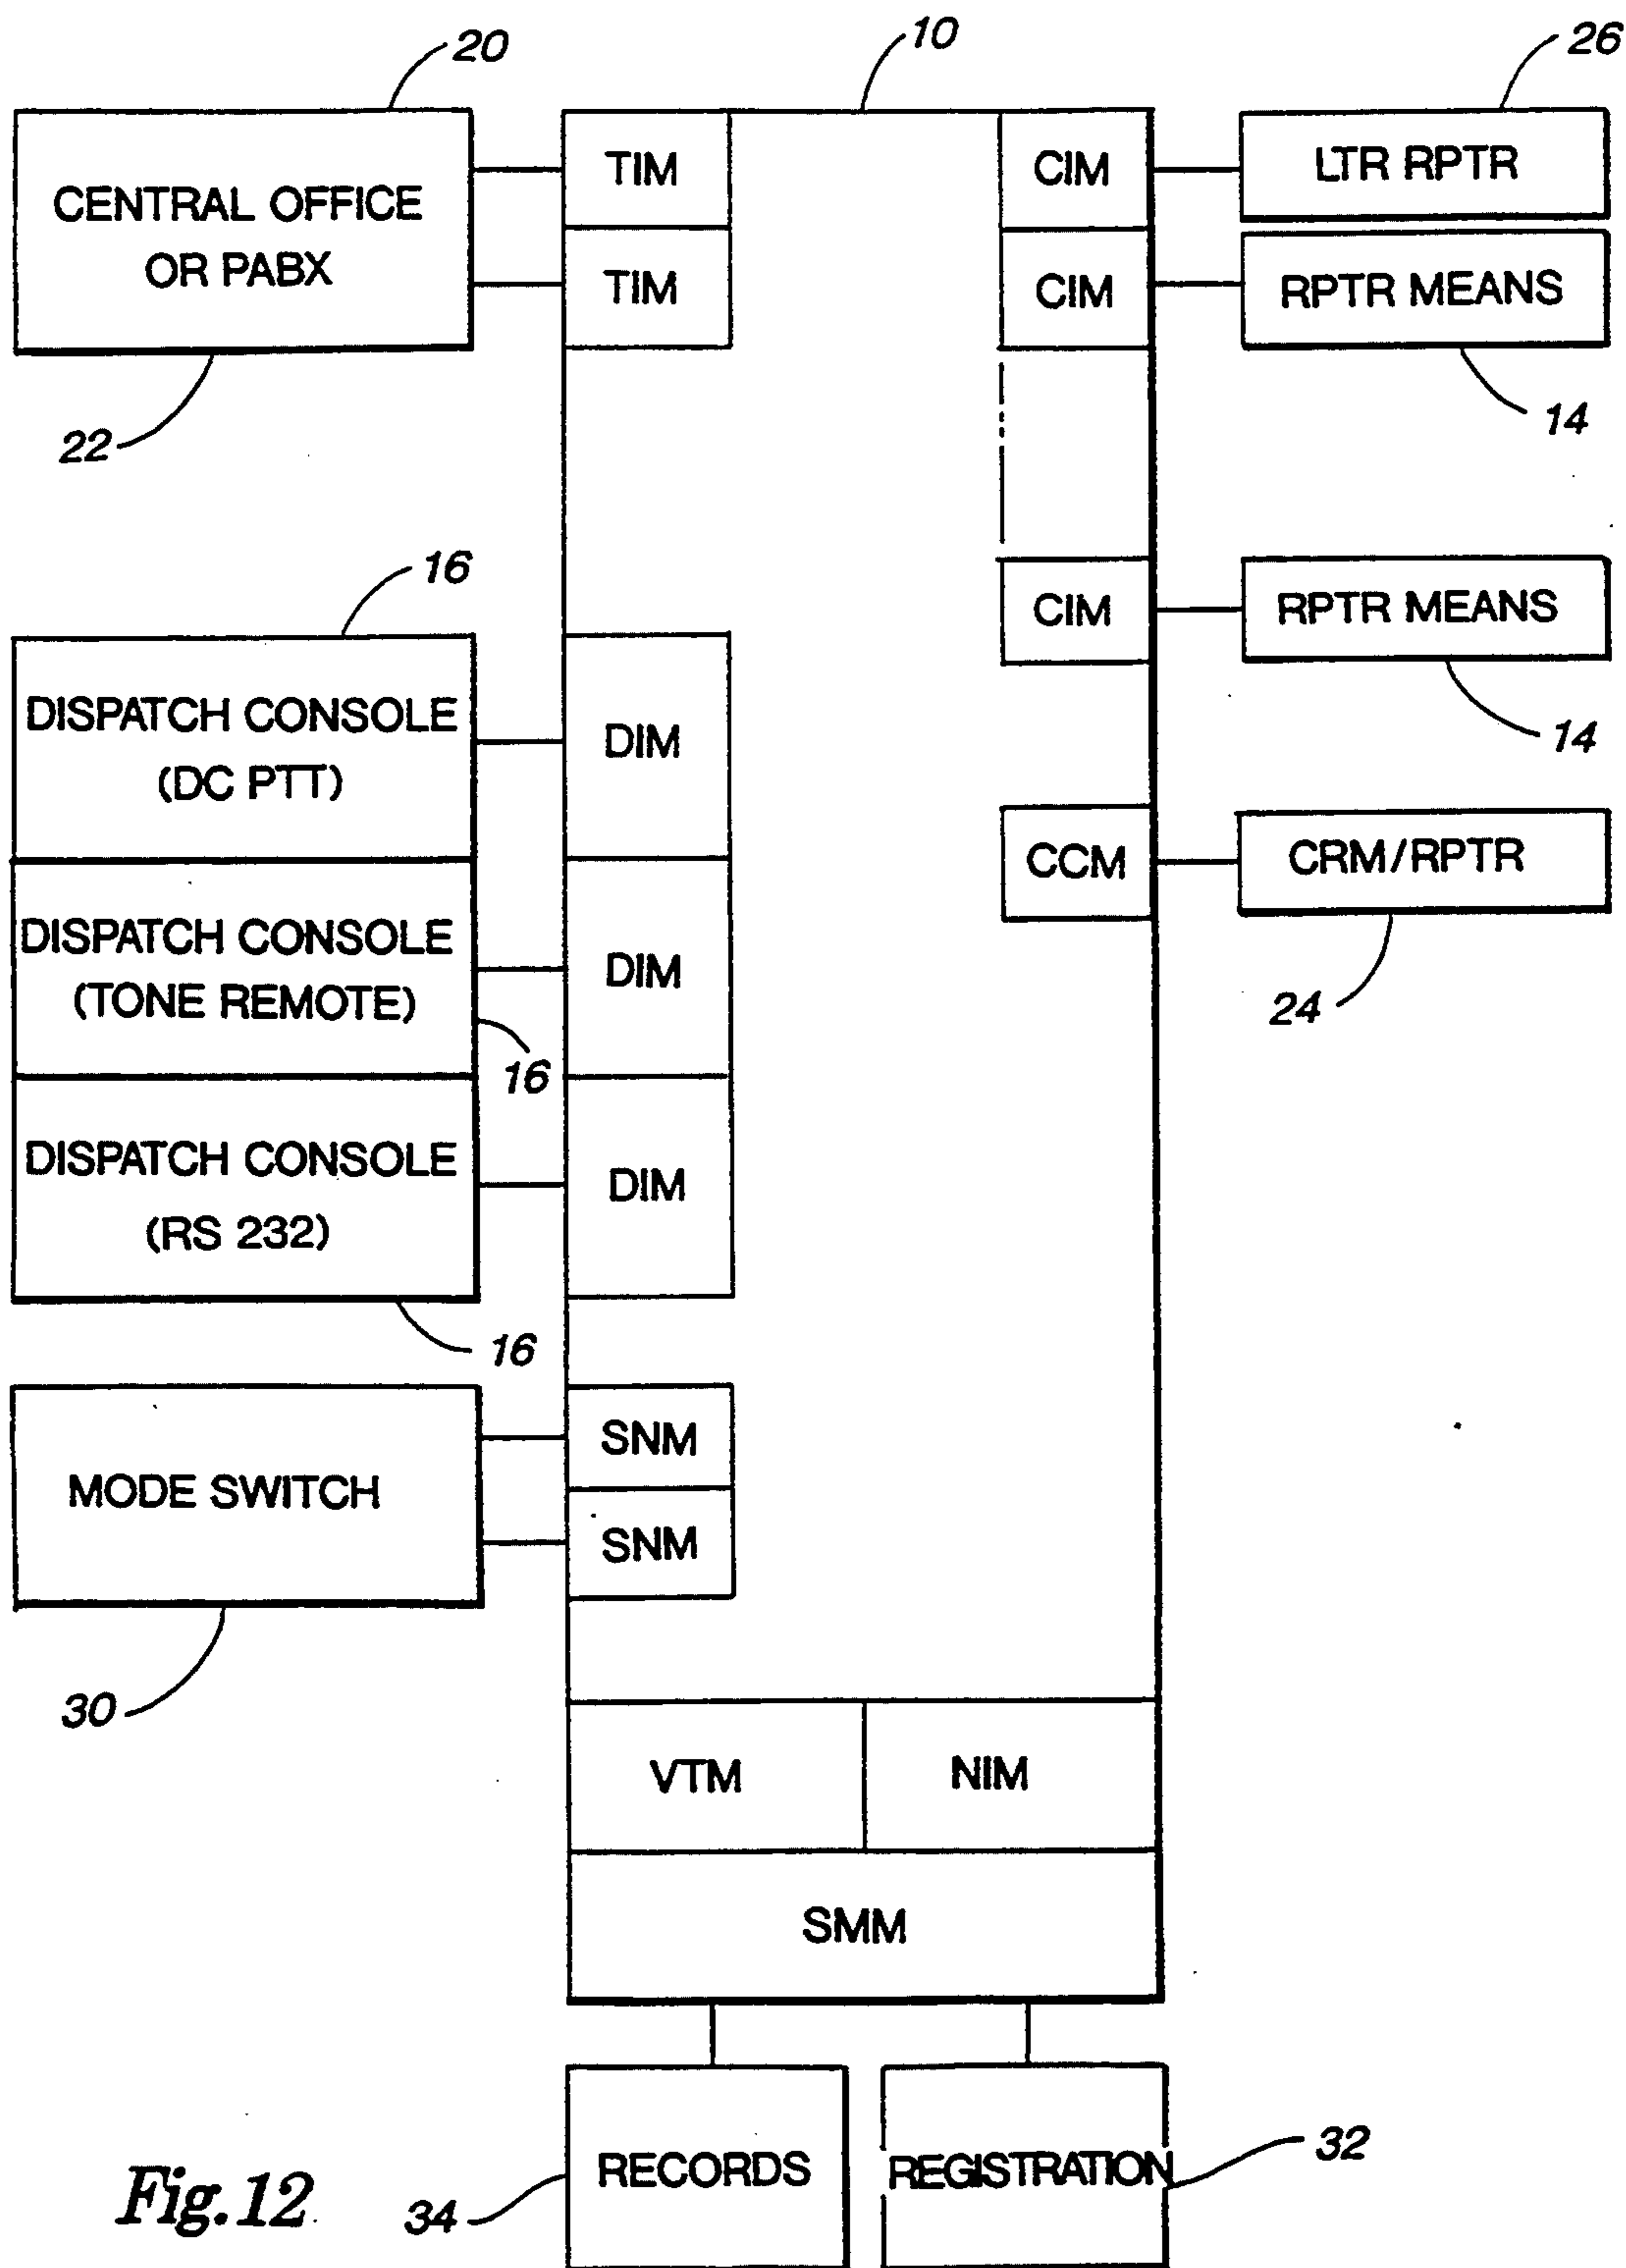 20
10
26
CENTRAL OFFICE
OR PABX
TIM
TIM
CIM
CIM
LTR RPTR
RPTR MEANS
22
14
16
CIM
RPTR MEANS
14
DISPATCH CONSOLE
(DC PTT)
DIM
CCM
CRM/RPTR
24
DISPATCH CONSOLE
(TONE REMOTE)
DIM
16
DISPATCH CONSOLE
(RS 232)
DIM
16
MODE SWITCH
SNM
SNM
30
VTM
NIM
SMM
RECORDS
REGISTRATION
32
34
Fig.12